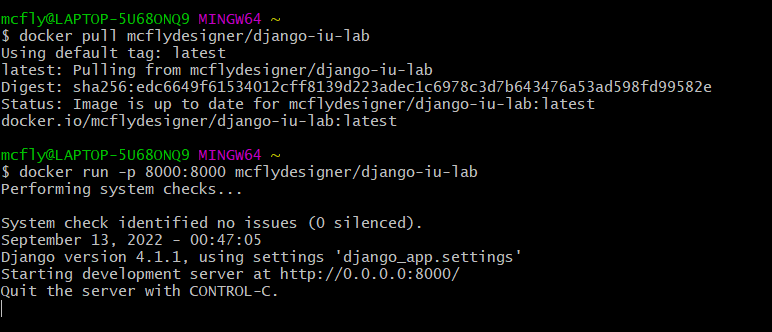 mcfly@LAPTOP-5U68ONQ9 MINGW64 ~
$ docker pull mcflydesigner/django-iu-lab
Using default tag: latest
latest: Pulling from mcflydesigner/django-iu-lab
Digest: sha256:edc6649f61534012cff8139d223adec1c6978c3d7b643476a53ad598fd99582e
Status: Image is up to date for mcflydesigner/django-iu-lab:latest
docker.io/mcflydesigner/django-iu-lab:latest
mcfly@LAPTOP-5U68ONQ9 MINGW64 ~
$ docker run -p 8000:8000 mcflydesigner/django-iu-lab
Performing system checks...
System check identified no issues (0 silenced).
September 13, 2022 - 00:47:05
Django version 4.1.1, using settings 'django_app.settings'
Starting development server at http://0.0.0.0:8000/
Quit the server with CONTROL-C.